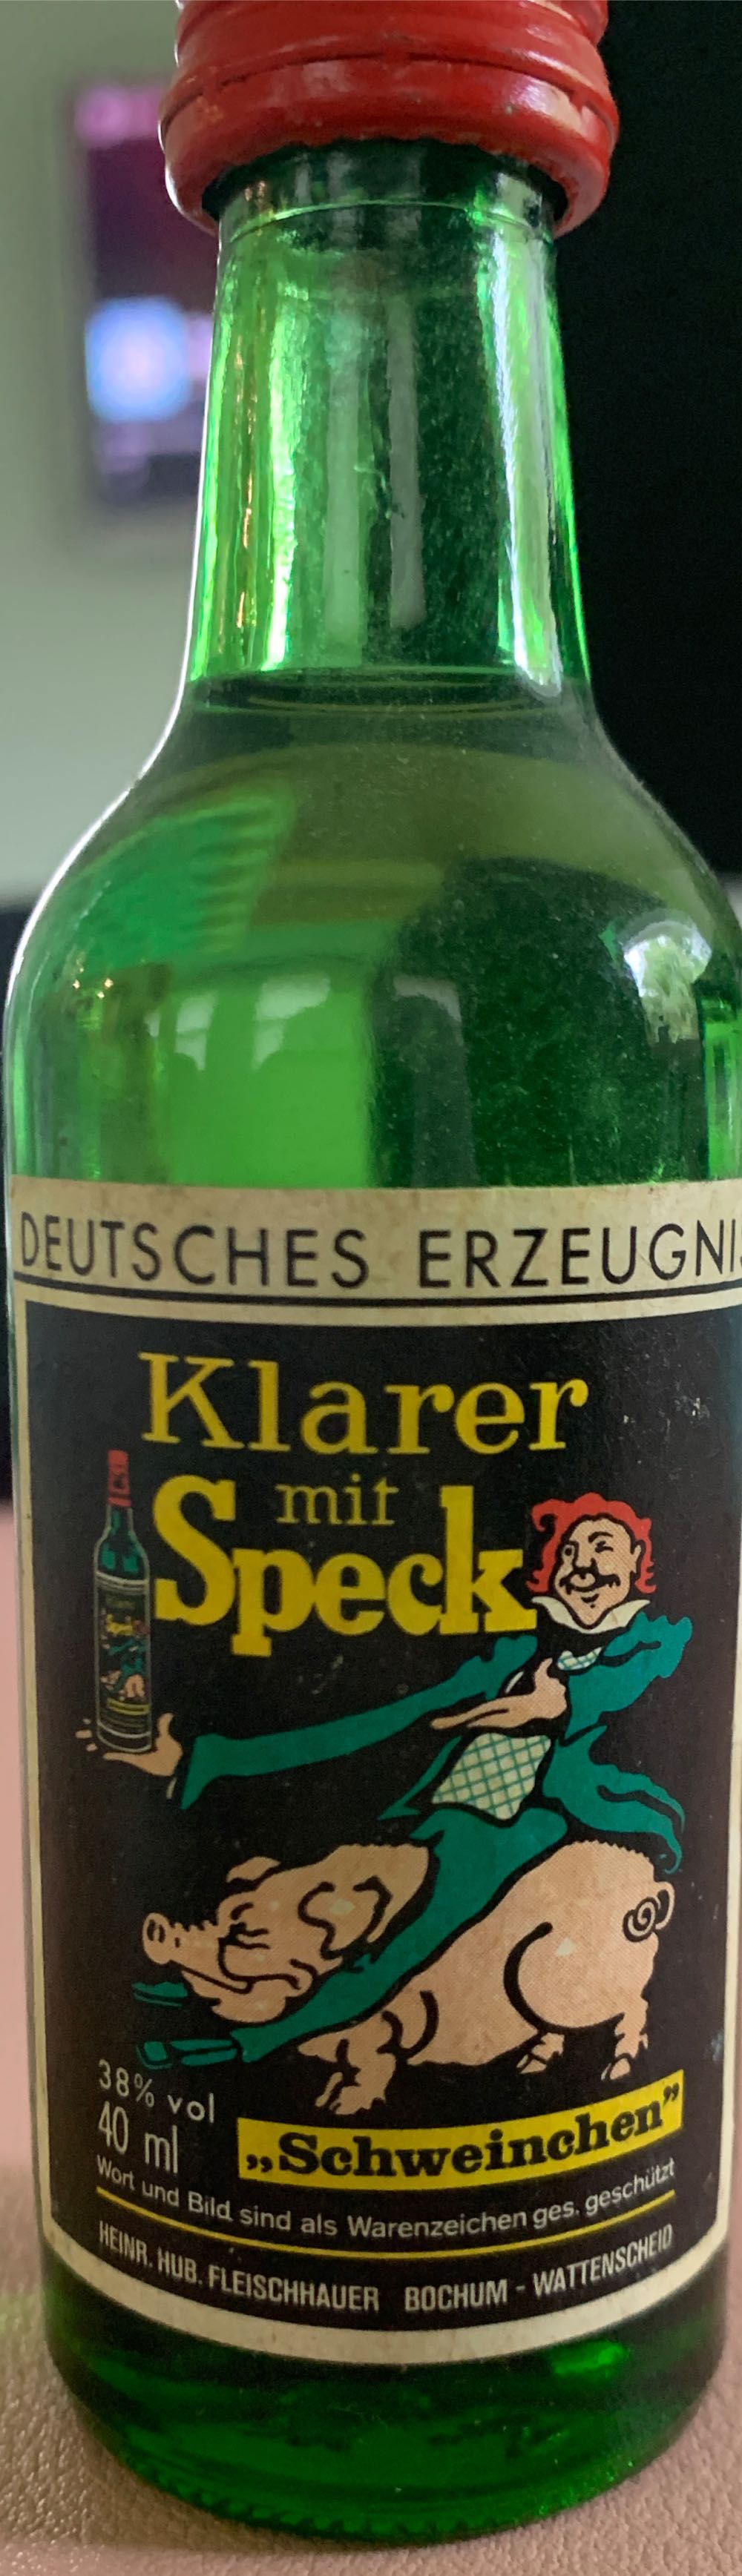 DEUTSCHES ERZEUGNIS
Klarer
mit
Speck
38% vol
40 ml
„Schweinchen”
Wort und Bild sind als Warenzeichen ges. geschützt
HEINR. HUB. FLEISCHHAUER BOCHUM - WATTENSCHEID